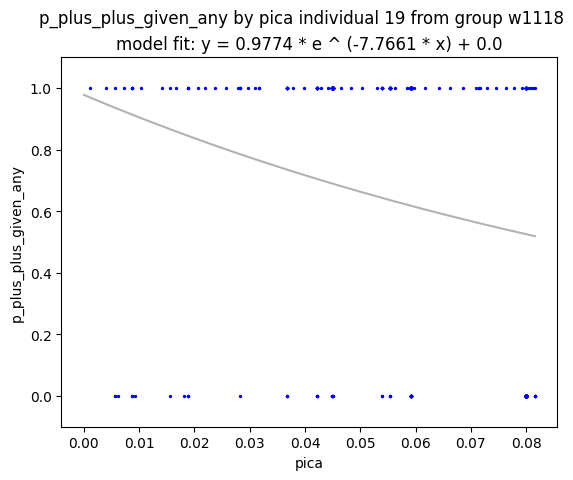 p_plus_plus_given_any by pica individual 19 from group w1118
model fit: y = 0.9774 * e ^ (-7.7661 * x) + 0.0
p_plus_plus_given_any
1.0
0.8
0.6
0.4
0.2
0.0
0.00 0.01 0.02 0.03 0.04 0.05 0.06 0.07 0.08
pica